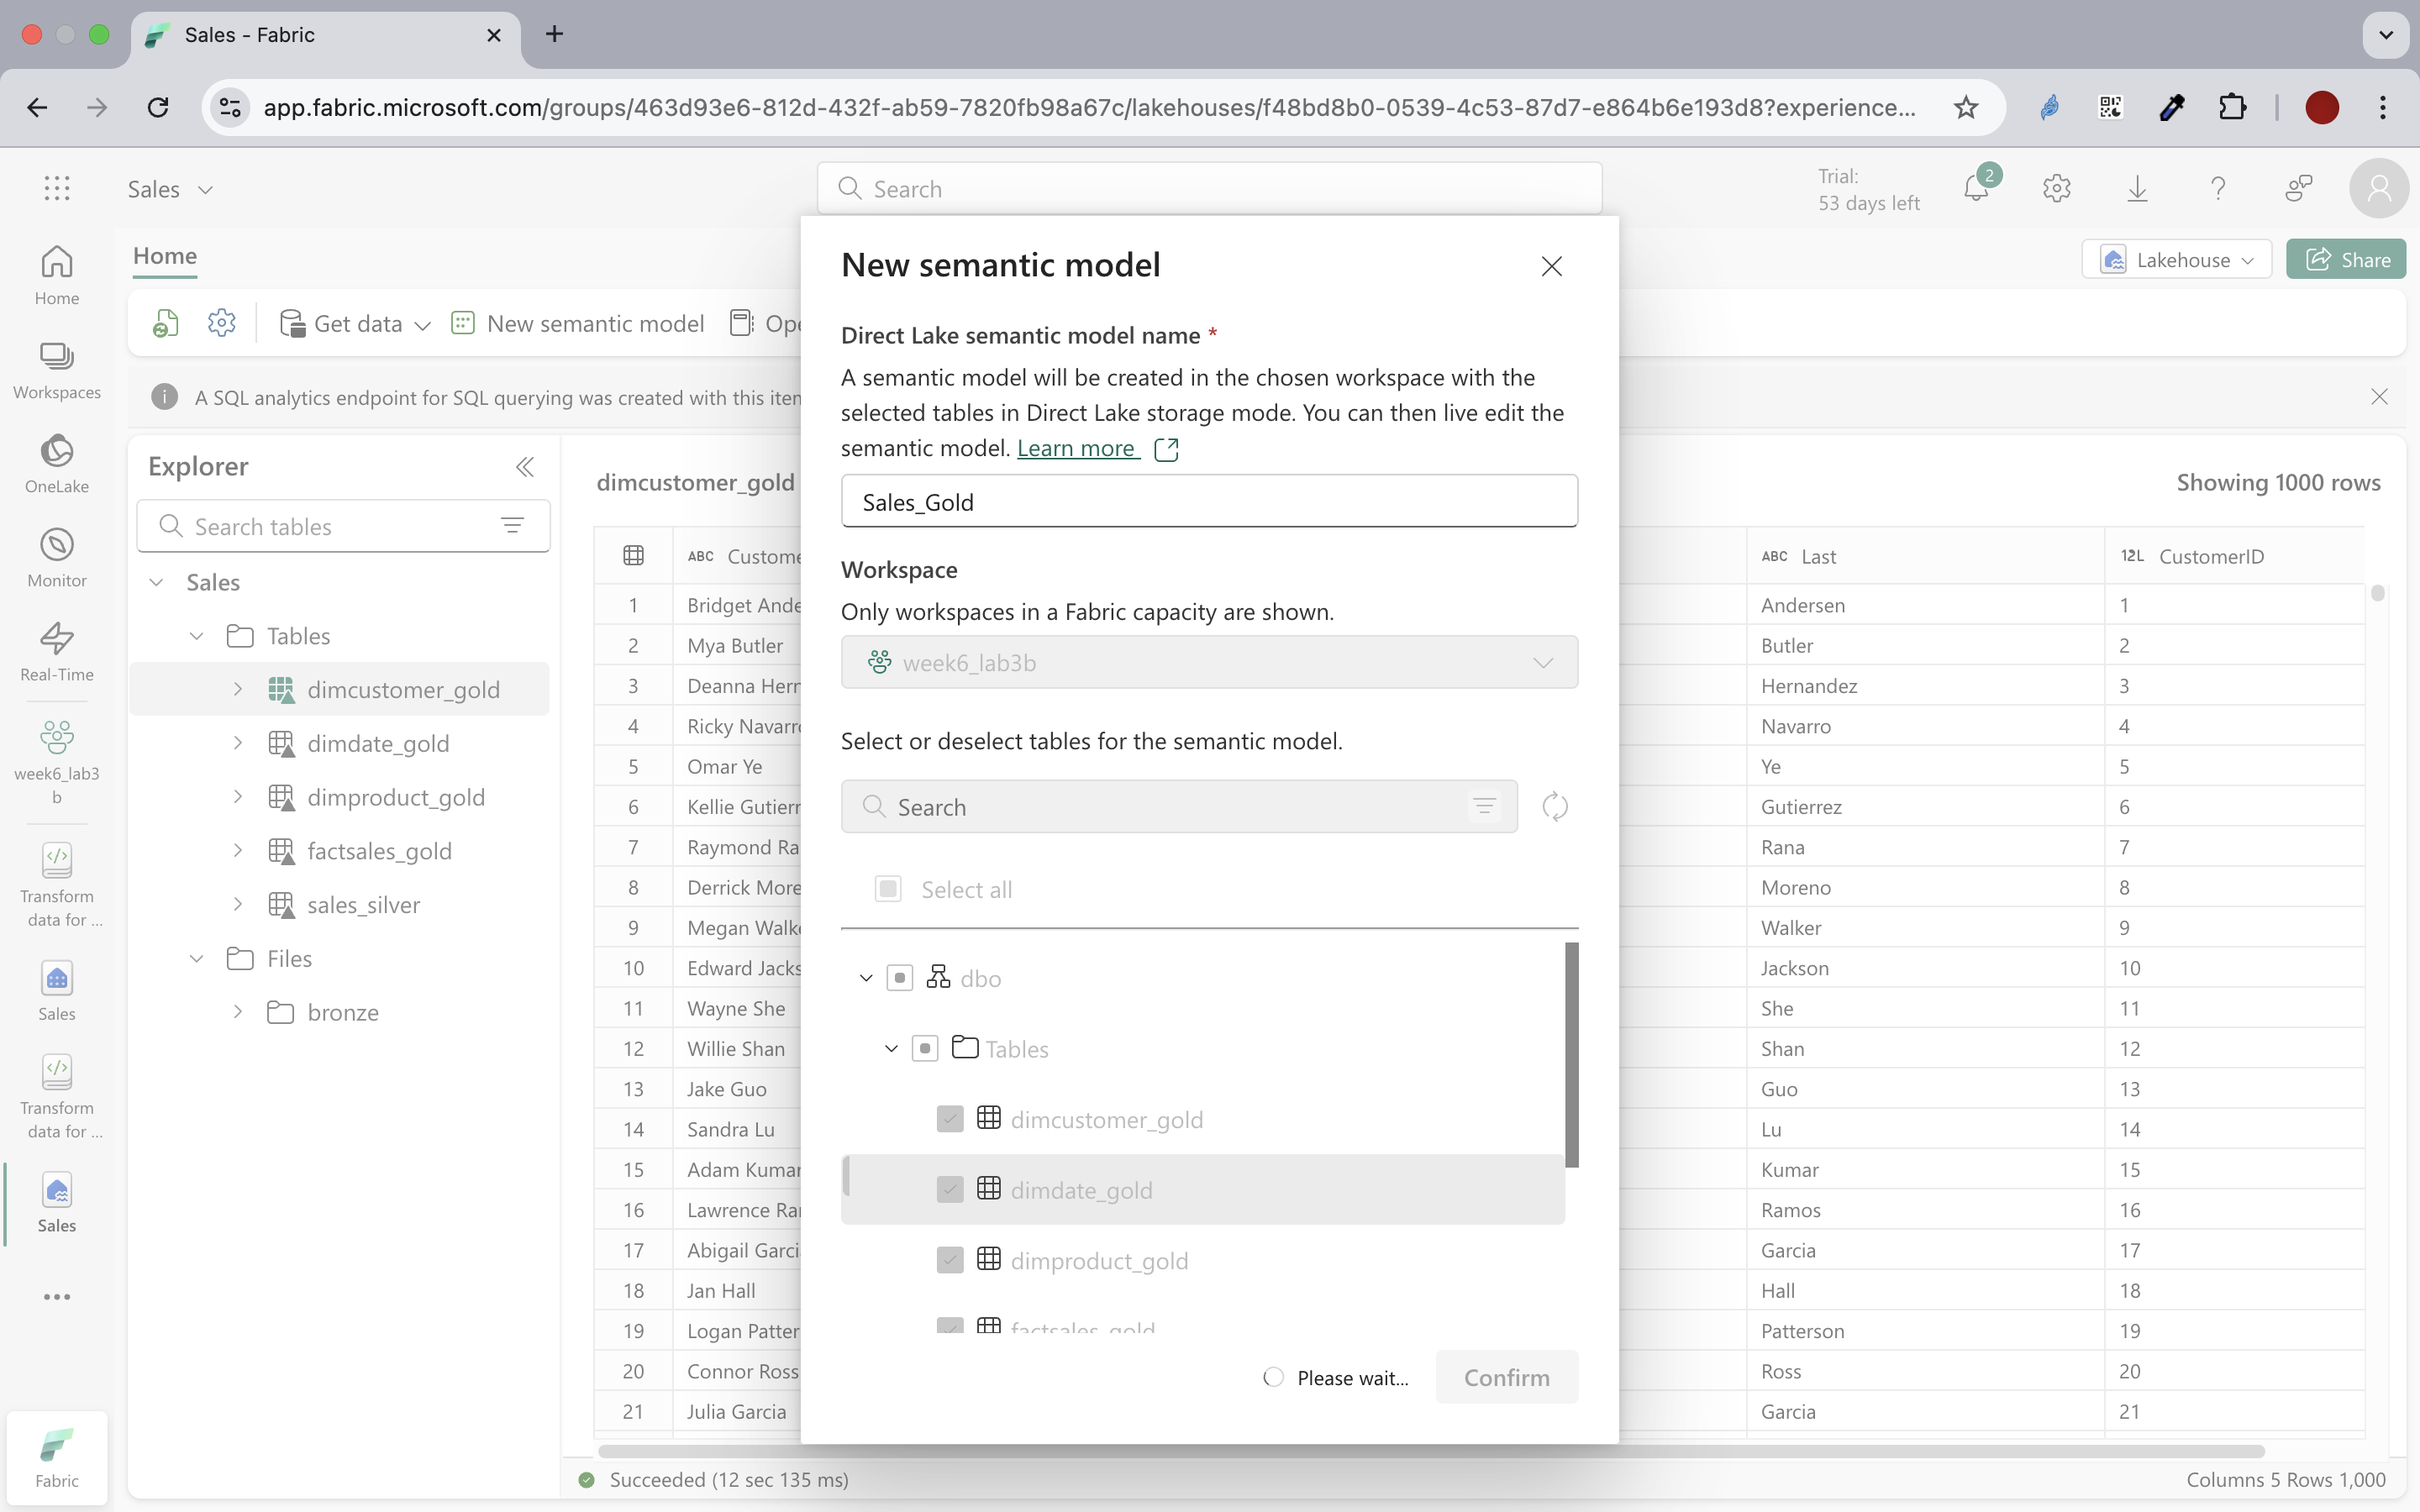 Sales - Fabric
app.fabric.microsoft.com/groups/463d93e6-812d-432f-ab59-7820fb98a67c/lakehouses/f48bd8b0-0539-4c53-87d7-e864b6e193d8?experience...
Sales
Search
Trial:
53 days left
2
Home
Lakehouse
Share
Get data
New semantic model
Ope
A SQL analytics endpoint for SQL querying was created with this iten
Home
Workspaces
OneLake
Monitor
Real-Time
week6_lab3
b
Transform
data for ...
Sales
Transform
data for ...
Sales
Fabric
Explorer
Search tables
Sales
Tables
dimcustomer_gold
dimdate_gold
dimproduct_gold
factsales_gold
sales_silver
Files
bronze
dimcustomer_gold
Showing 1000 rows
ABC Custome
ABC Last
12L CustomerID
1 Bridget Ande Andersen 1
2 Mya Butler Butler 2
3 Deanna Hern Hernandez 3
4 Ricky Navarro Navarro 4
5 Omar Ye Ye 5
6 Kellie Gutierr Gutierrez 6
7 Raymond Ra Rana 7
8 Derrick More Moreno 8
9 Megan Walke Walker 9
10 Edward Jacks Jackson 10
11 Wayne She She 11
12 Willie Shan Shan 12
13 Jake Guo Guo 13
14 Sandra Lu Lu 14
15 Adam Kumar Kumar 15
16 Lawrence Rar Ramos 16
17 Abigail Garci Garcia 17
18 Jan Hall Hall 18
19 Logan Patter Patterson 19
20 Connor Ross Ross 20
21 Julia Garcia Garcia 21
Succeeded (12 sec 135 ms)
Columns 5 Rows 1,000
New semantic model
Direct Lake semantic model name *
A semantic model will be created in the chosen workspace with the
selected tables in Direct Lake storage mode. You can then live edit the
semantic model. Learn more
Sales_Gold
Workspace
Only workspaces in a Fabric capacity are shown.
week6_lab3b
Select or deselect tables for the semantic model.
Search
Select all
dbo
Tables
dimcustomer_gold
dimdate_gold
dimproduct_gold
factsales_gold
Please wait...
Confirm